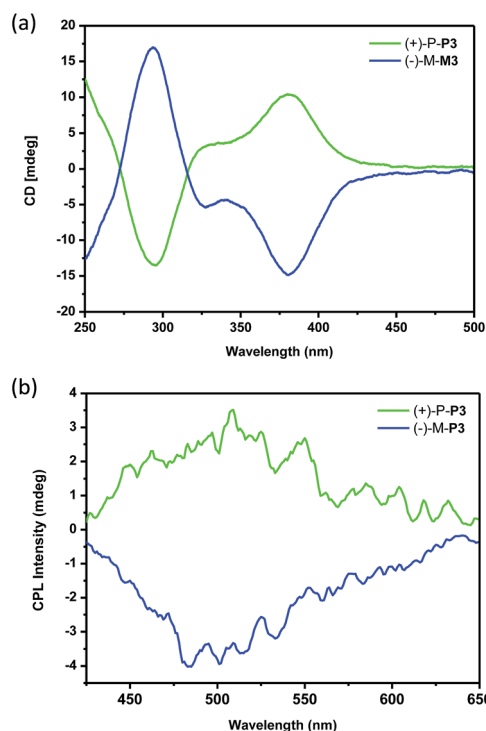 (a)
20
15
10
5
0
-5
-10
-15
-20
CD [mdeg]
(+)-P-P3
(-)-M-M3
250
300
350
400
450
500
Wavelength (nm)
(b)
4
3
2
1
0
-1
-2
-3
-4
CPL Intensity (mdeg)
(+)-P-P3
(-)-M-P3
450
500
550
600
650
Wavelength (nm)